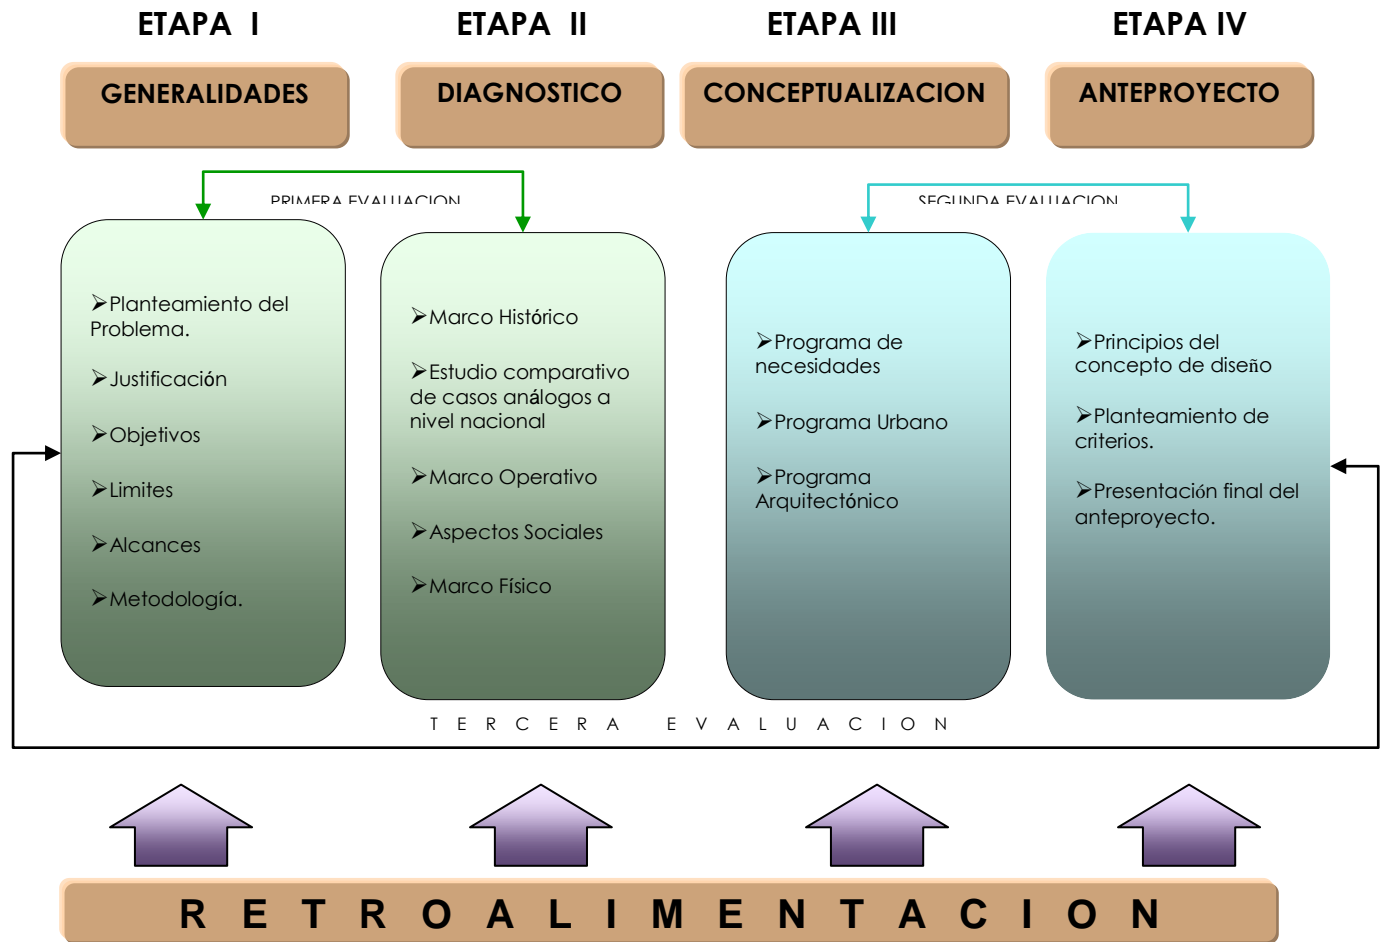 ETAPA I
ETAPA II
ETAPA III
ETAPA IV
GENERALIDADES
DIAGNOSTICO
CONCEPTUALIZACION
ANTEPROYECTO
PRIMERA EVALUACION
SEGUNDA EVALUACION
➢Planteamiento del
Problema.
➢Justificación
➢Objetivos
➢Limites
➢Alcances
➢Metodología.
➢Marco Histórico
➢Estudio comparativo
de casos análogos a
nivel nacional
➢Marco Operativo
➢Aspectos Sociales
➢Marco Físico
➢Programa de
necesidades
➢Programa Urbano
➢Programa
Arquitectónico
➢Principios del
concepto de diseño
➢Planteamiento de
criterios.
➢Presentación final del
anteproyecto.
TERCERA EVALUACION
RETROALIMENTACION